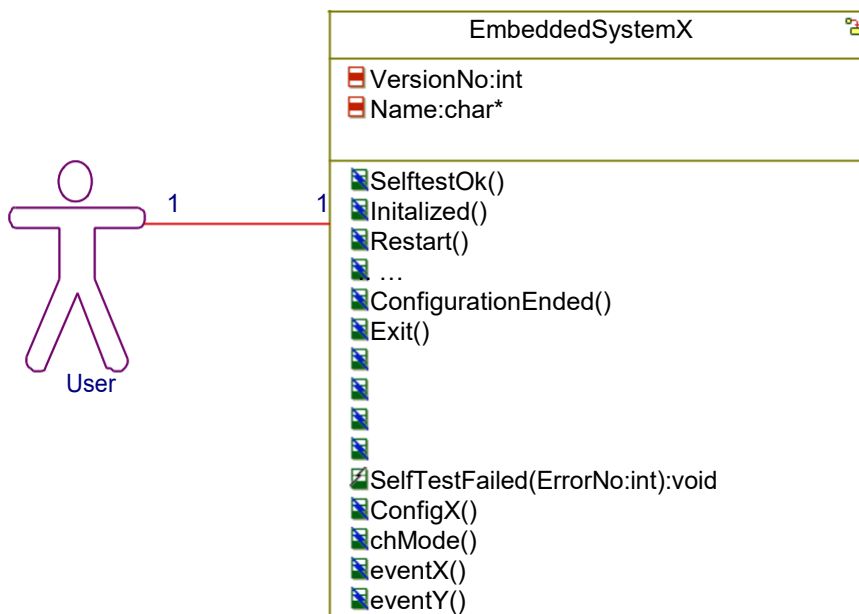 EmbeddedSystemX
VersionNo:int
Name:char*
SelftestOk()
1
1
Initalized()
Restart()
...
ConfigurationEnded()
Exit()
User
SelfTestFailed(ErrorNo:int):void
ConfigX()
chMode()
eventX()
eventY()